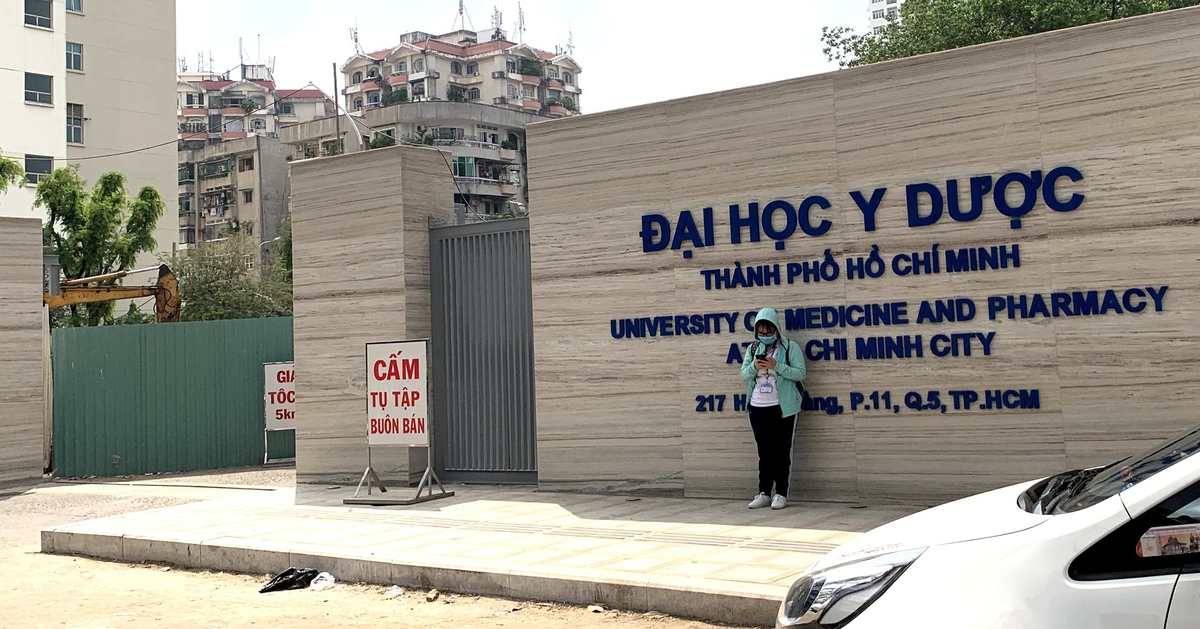 ĐẠI HỌC Y DƯỢC
THÀNH PHỐ HỒ CHÍ MINH
UNIVERSITY MEDICINE AND PHARMACY
CHI MINH CITY
217 P.11, Q.5, TP.HCM
CẤM
TỤ TẬP
BUÔN BÁN
TỐC
5km